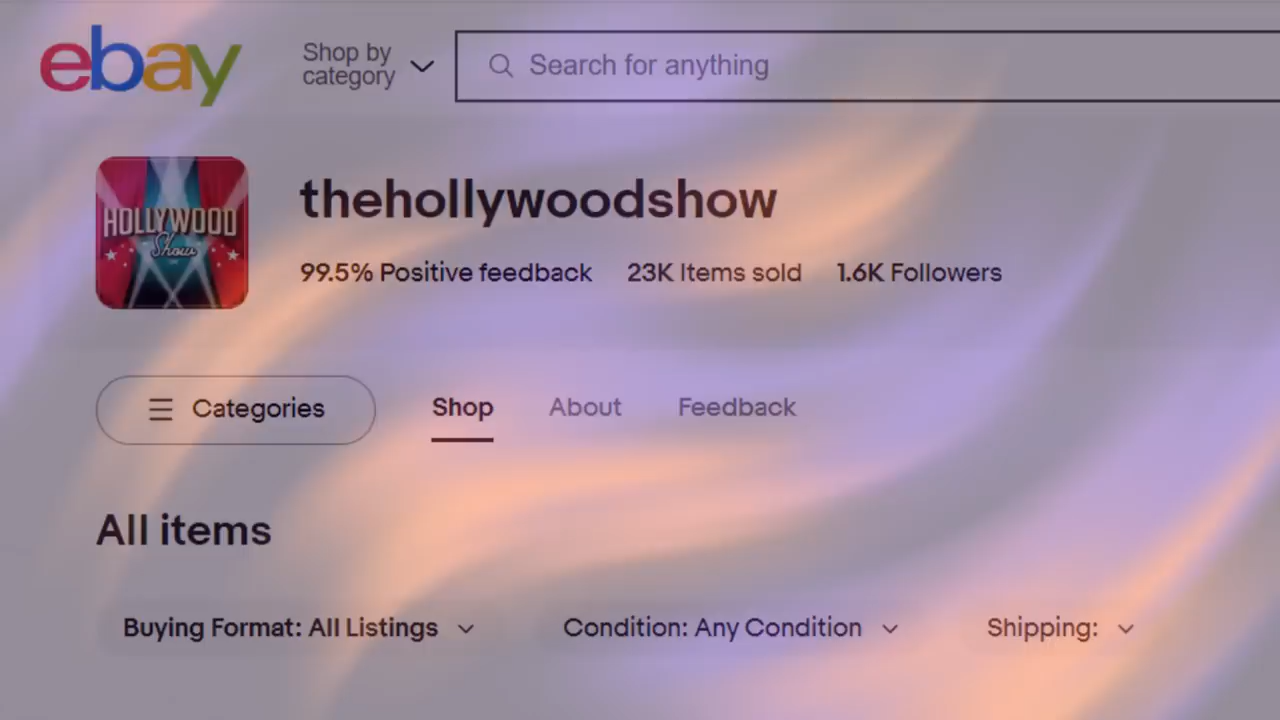 ebay
Shop by
category
Search for anything
HOLLYWOOD
Show
thehollywoodshow
99.5% Positive feedback 23K Items sold 1.6K Followers
Categories Shop About Feedback
All items
Buying Format: All Listings Condition: Any Condition Shipping: